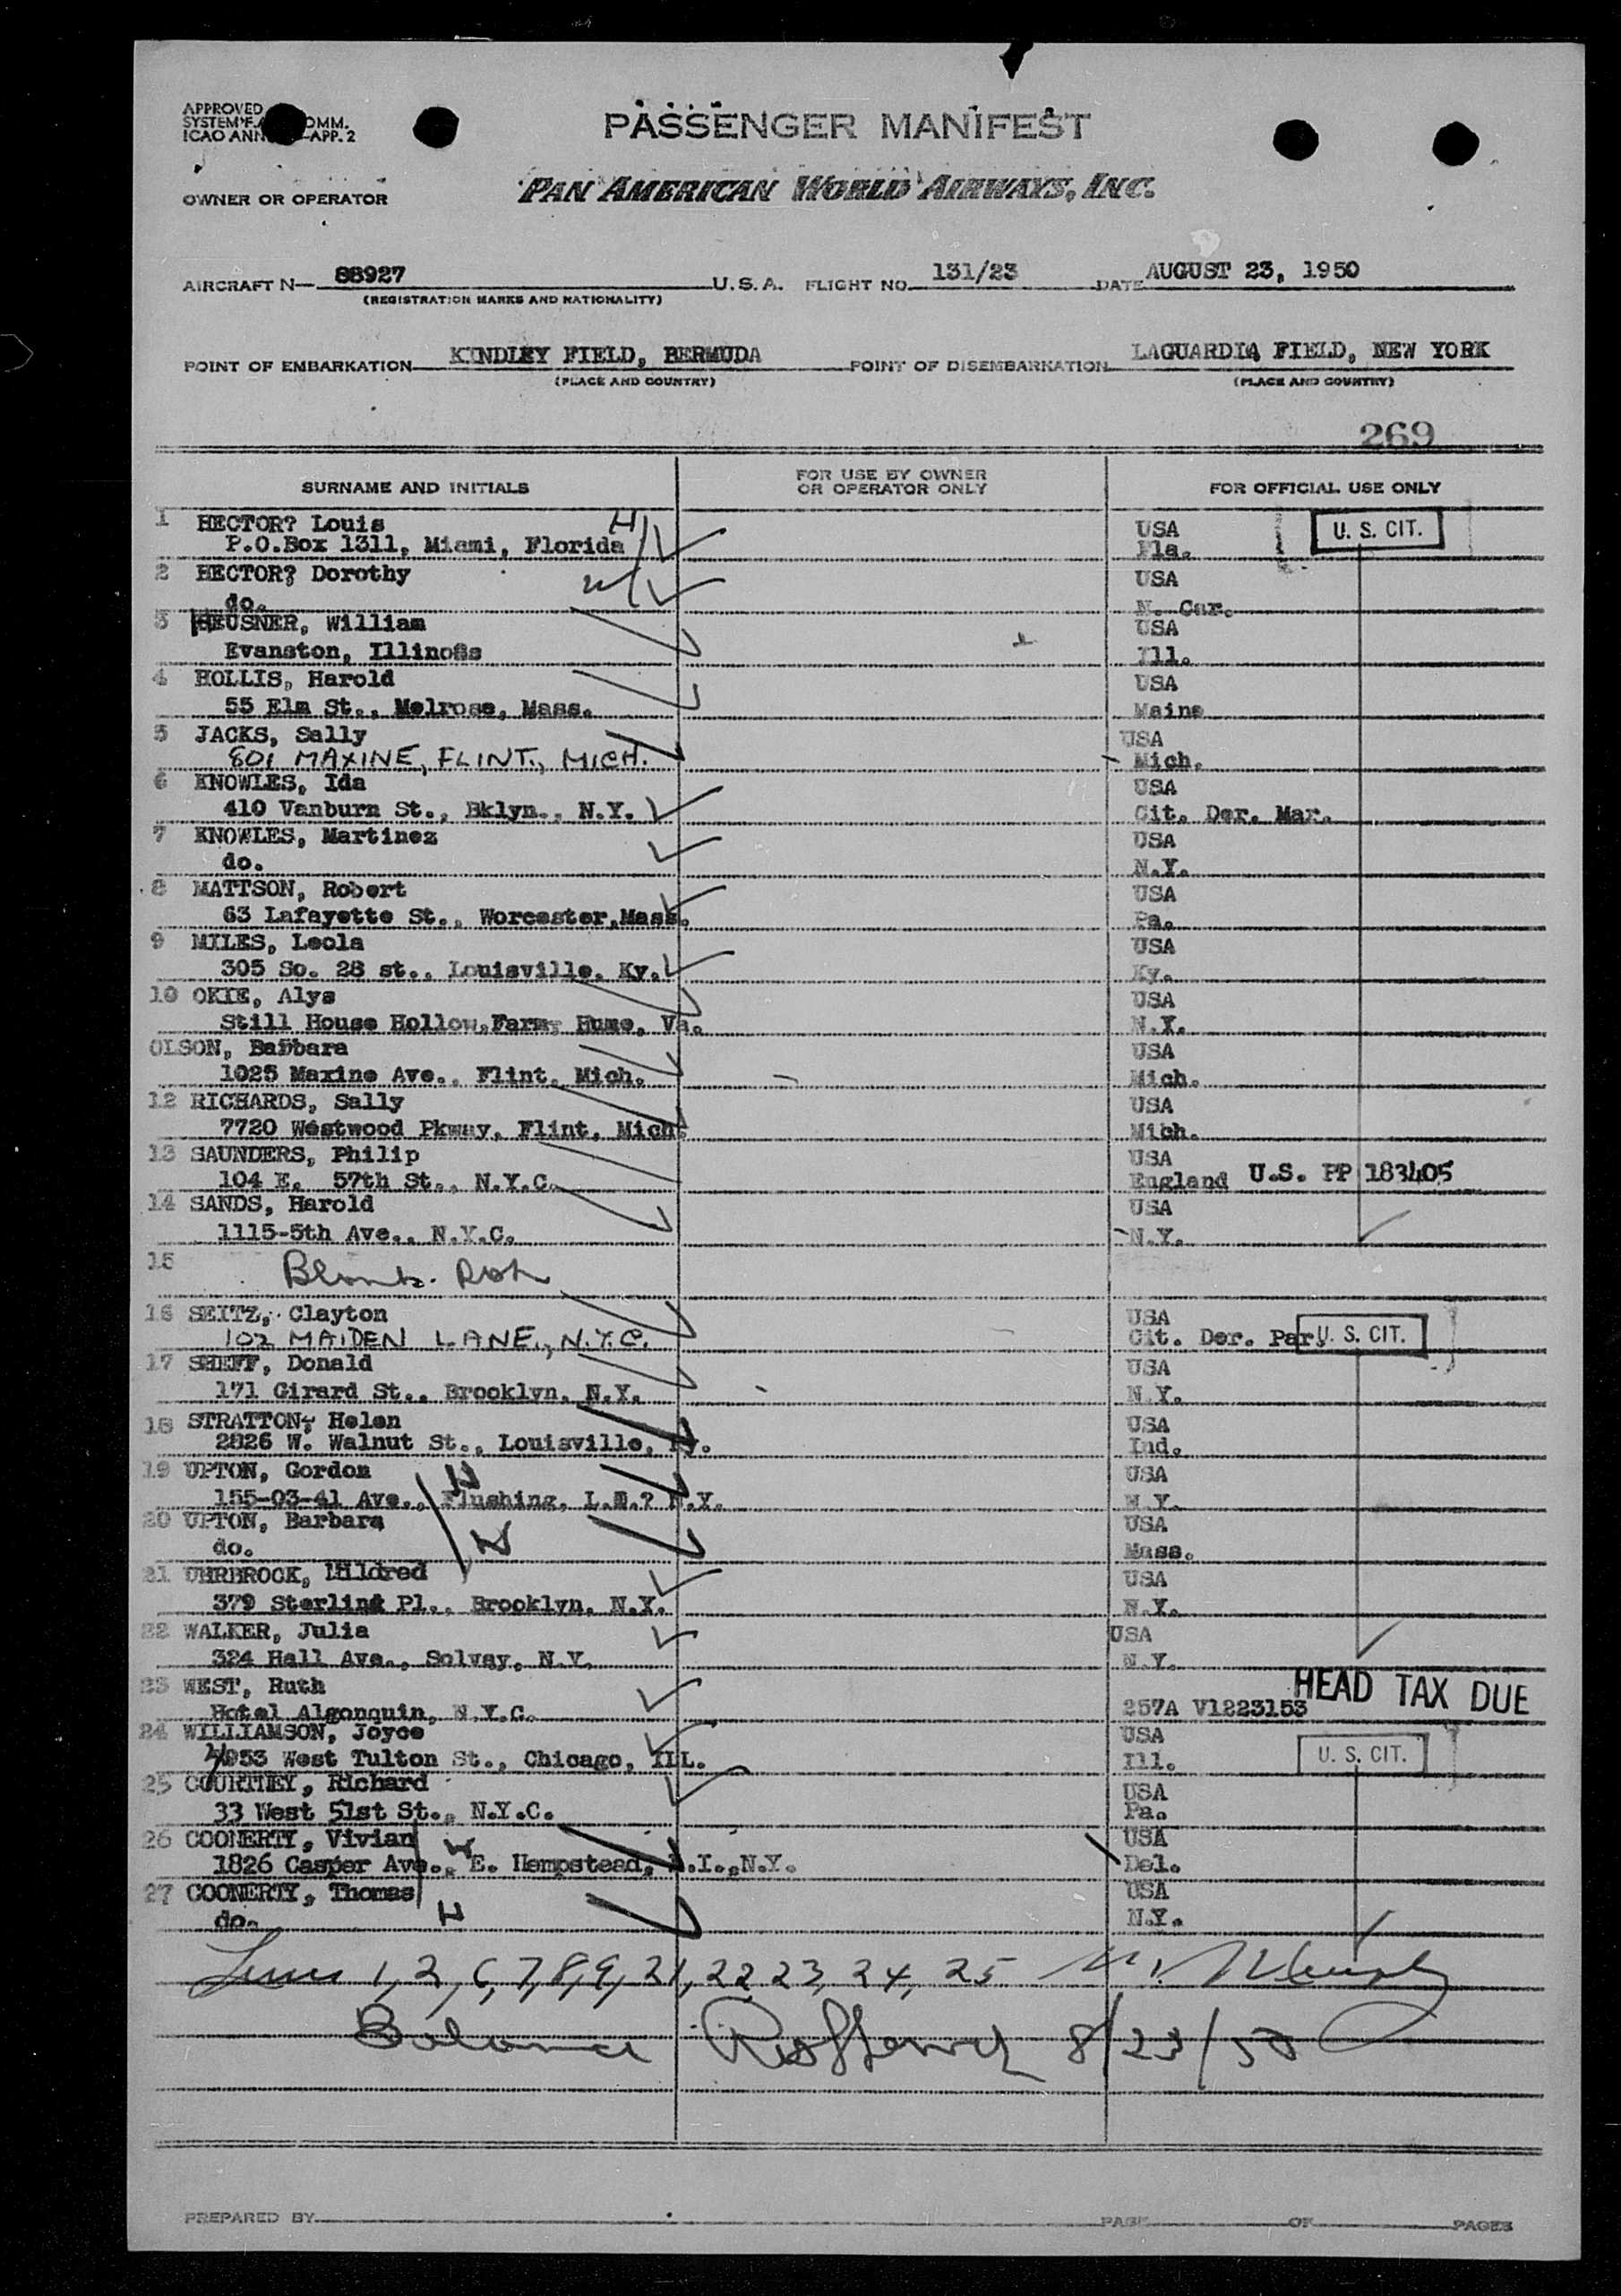 APPROVED
SYSTEM
ICAO ANN APP. 2
PASSENGER MANIFEST
OWNER OR OPERATOR
PAN AMERICAN WORLD AIRWAYS, INC.
AIRCRAFT N— 88927 U.S.A. FLIGHT NO. 131/23 DATE AUGUST 23, 1950
(REGISTRATION MARKS AND NATIONALITY)
POINT OF EMBARKATION KINDLEY FIELD, BERMUDA POINT OF DISEMBARKATION LAGUARDIA FIELD, NEW YORK
(PLACE AND COUNTRY) (PLACE AND COUNTRY)
269
SURNAME AND INITIALS FOR USE BY OWNER OR OPERATOR ONLY FOR OFFICIAL USE ONLY
1 HECTOR? Louis H USA U. S. CIT.
P.O.Box 1311, Miami, Florida Fla.
2 HECTOR? Dorothy W USA
do. N. Car.
3 HEUSNER, William USA
Evanston, Illinois Ill.
4 HOLLIS, Harold USA
55 Elm St., Melrose, Mass. Maine
5 JACKS, Sally USA
801 MAXINE, FLINT., MICH. Mich.
6 KNOWLES, Ida USA
410 Vanburn St., Bklyn., N.Y. Cit. Der. Mar.
7 KNOWLES, Martinez USA
do. N.Y.
8 MATTSON, Robert USA
63 Lafayette St., Worcester,Mass. Pa.
9 MILES, Leola USA
305 So. 28 st., Louisville, Ky. Ky.
10 OKIE, Alys USA
Still House Hollow,Farm, Hume, Va. N.Y.
OLSON, Barbara USA
1025 Maxine Ave., Flint, Mich. Mich.
12 RICHARDS, Sally USA
7720 Westwood Pkway, Flint, Mich. Mich.
13 SAUNDERS, Philip USA
104 E. 57th St., N.Y.C. England U.S. PP 183405
14 SANDS, Harold USA
1115-5th Ave., N.Y.C. N.Y.
15
16 SEITZ, Clayton USA
102 MAIDEN LANE., N.Y.C. Cit. Der. Par. U. S. CIT.
17 SHEFF, Donald USA
171 Girard St., Brooklyn, N.Y. N.Y.
18 STRATTON, Helen USA
2826 W. Walnut St., Louisville, Ky. Ind.
19 UPTON, Gordon H USA
155-03-41 Ave., Flushing, L.I.? N.Y. N.Y.
20 UPTON, Barbara W USA
do. Mass.
21 UHRBROCK, Mildred USA
379 Sterling Pl., Brooklyn, N.Y. N.Y.
22 WALKER, Julia USA
324 Hall Ave., Solvay, N.Y. N.Y.
23 WEST, Ruth HEAD TAX DUE
Hotel Algonquin, N.Y.C. 257A V1223153
24 WILLIAMSON, Joyce USA
4953 West Tulton St., Chicago, ILL. Ill. U. S. CIT.
25 COURTNEY, Richard USA
33 West 51st St., N.Y.C. Pa.
26 COONERTY, Vivian W USA
1826 Casper Ave., E. Hempstead, L.I.,N.Y. Del.
27 COONERTY, Thomas H USA
do. N.Y.
Lines 1, 2, 6, 7, 8, 9, 21, 22 23, 24, 25
Balance 8/23/50
PREPARED BY PAGE OF PAGES